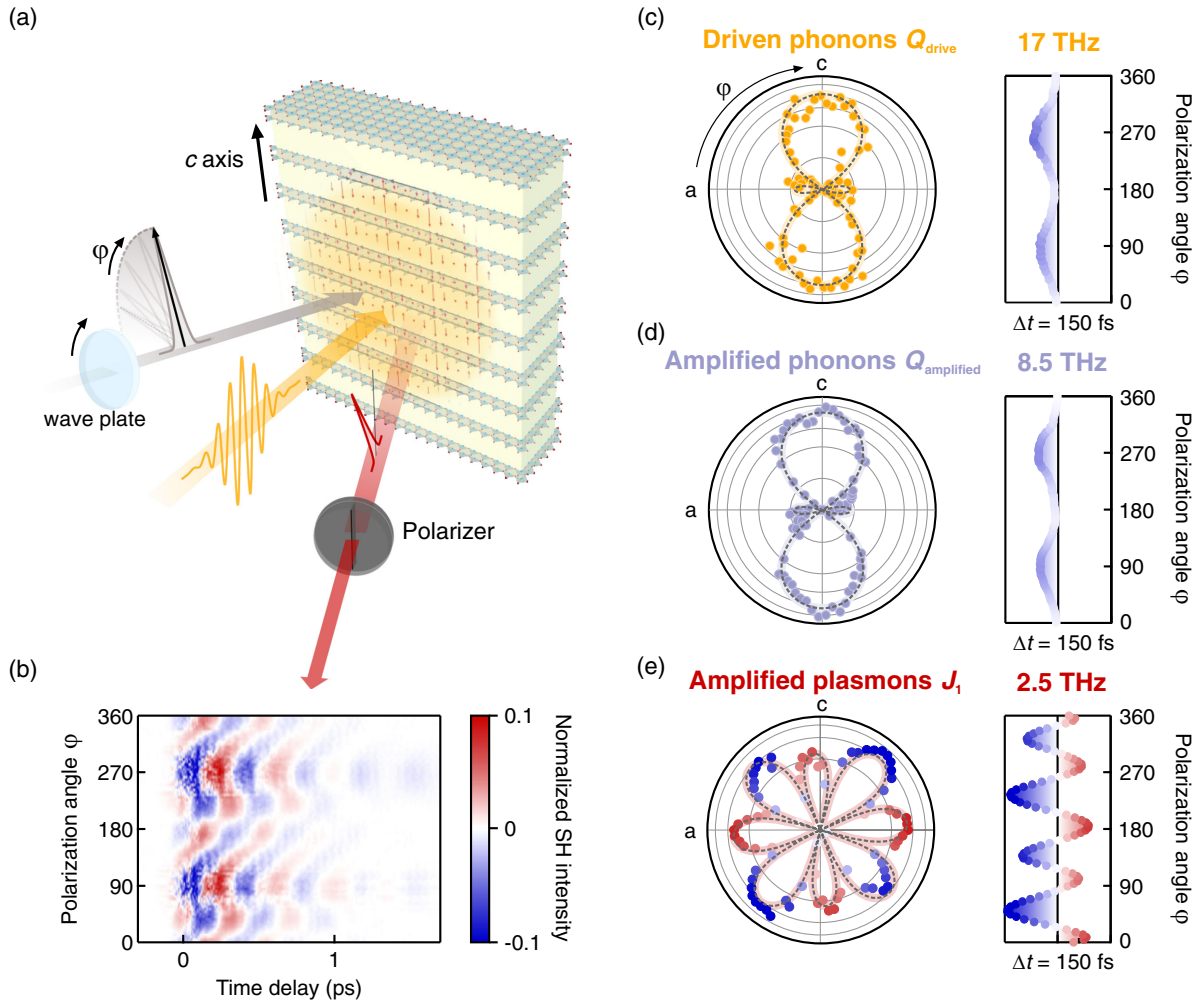 (a)
c axis
φ
wave plate
Polarizer
(b)
Polarization angle φ
360
270
180
90
0
0
1
Time delay (ps)
0.1
0
-0.1
Normalized SH intensity
(c)
Driven phonons Q drive
17 THz
φ
c
a
360
270
180
90
0
Polarization angle φ
Δt = 150 fs
(d)
Amplified phonons Q amplified
8.5 THz
c
a
360
270
180
90
0
Polarization angle φ
Δt = 150 fs
(e)
Amplified plasmons J1
2.5 THz
c
a
360
270
180
90
0
Polarization angle φ
Δt = 150 fs